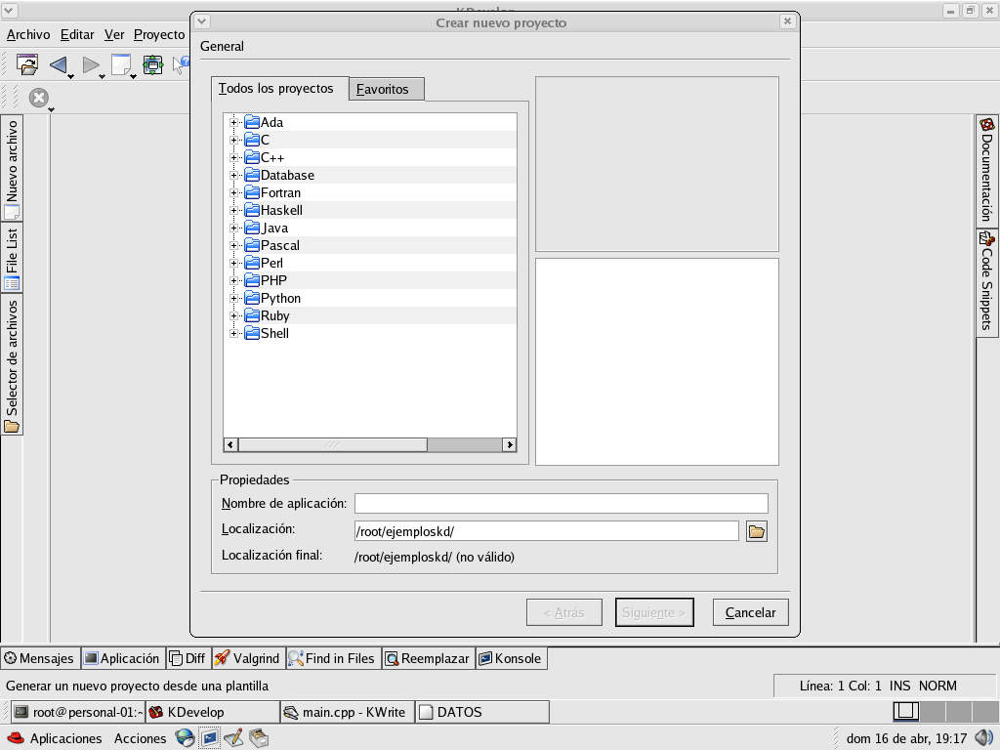 KDevelop
Crear nuevo proyecto
Archivo Editar Ver Proyecto
General
Todos los proyectos
Favoritos
Ada
C
C++
Database
Fortran
Haskell
Java
Pascal
Perl
PHP
Python
Ruby
Shell
Nuevo archivo
File List
Selector de archivos
Documentación
Code Snippets
Propiedades
Nombre de aplicación:
Localización: /root/ejemploskd/
Localización final: /root/ejemploskd/ (no válido)
< Atrás Siguiente > Cancelar
Mensajes Aplicación Diff Valgrind Find in Files Reemplazar Konsole
Generar un nuevo proyecto desde una plantilla
Línea: 1 Col: 1 INS NORM
root@personal-01:~ KDevelop main.cpp - KWrite DATOS
Aplicaciones Acciones dom 16 de abr, 19:17